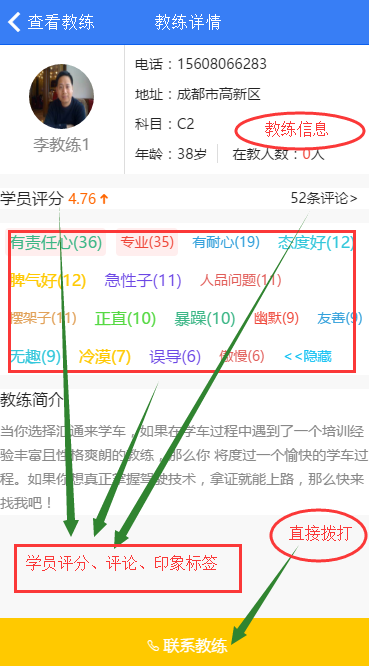 查看教练 教练详情
电话：15608066283
地址：成都市高新区
科目：C2
教练信息
李教练1
年龄：38岁 在教人数：0人
学员评分 4.76 52条评论>
有责任心(36) 专业(35) 有耐心(19) 态度好(12)
脾气好(12) 急性子(11) 人品问题(11)
摆架子(11) 正直(10) 暴躁(10) 幽默(9) 友善(9)
无趣(9) 冷漠(7) 误导(6) 傲慢(6) <<隐藏
教练简介
当你选择汇通来学车，如果在学车过程中遇到了一个培训经
验丰富且性格爽朗的教练，那么你 将度过一个愉快的学车过
程。如果你想真正掌握驾驶技术，拿证就能上路，那么快来
找我吧！
直接拨打
学员评分、评论、印象标签
联系教练